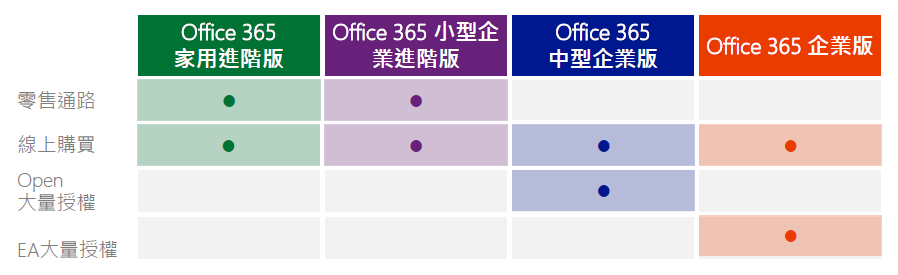 Office 365
家用進階版
Office 365 小型企
業進階版
Office 365
中型企業版
Office 365 企業版
零售通路
線上購買
Open
大量授權
EA大量授權